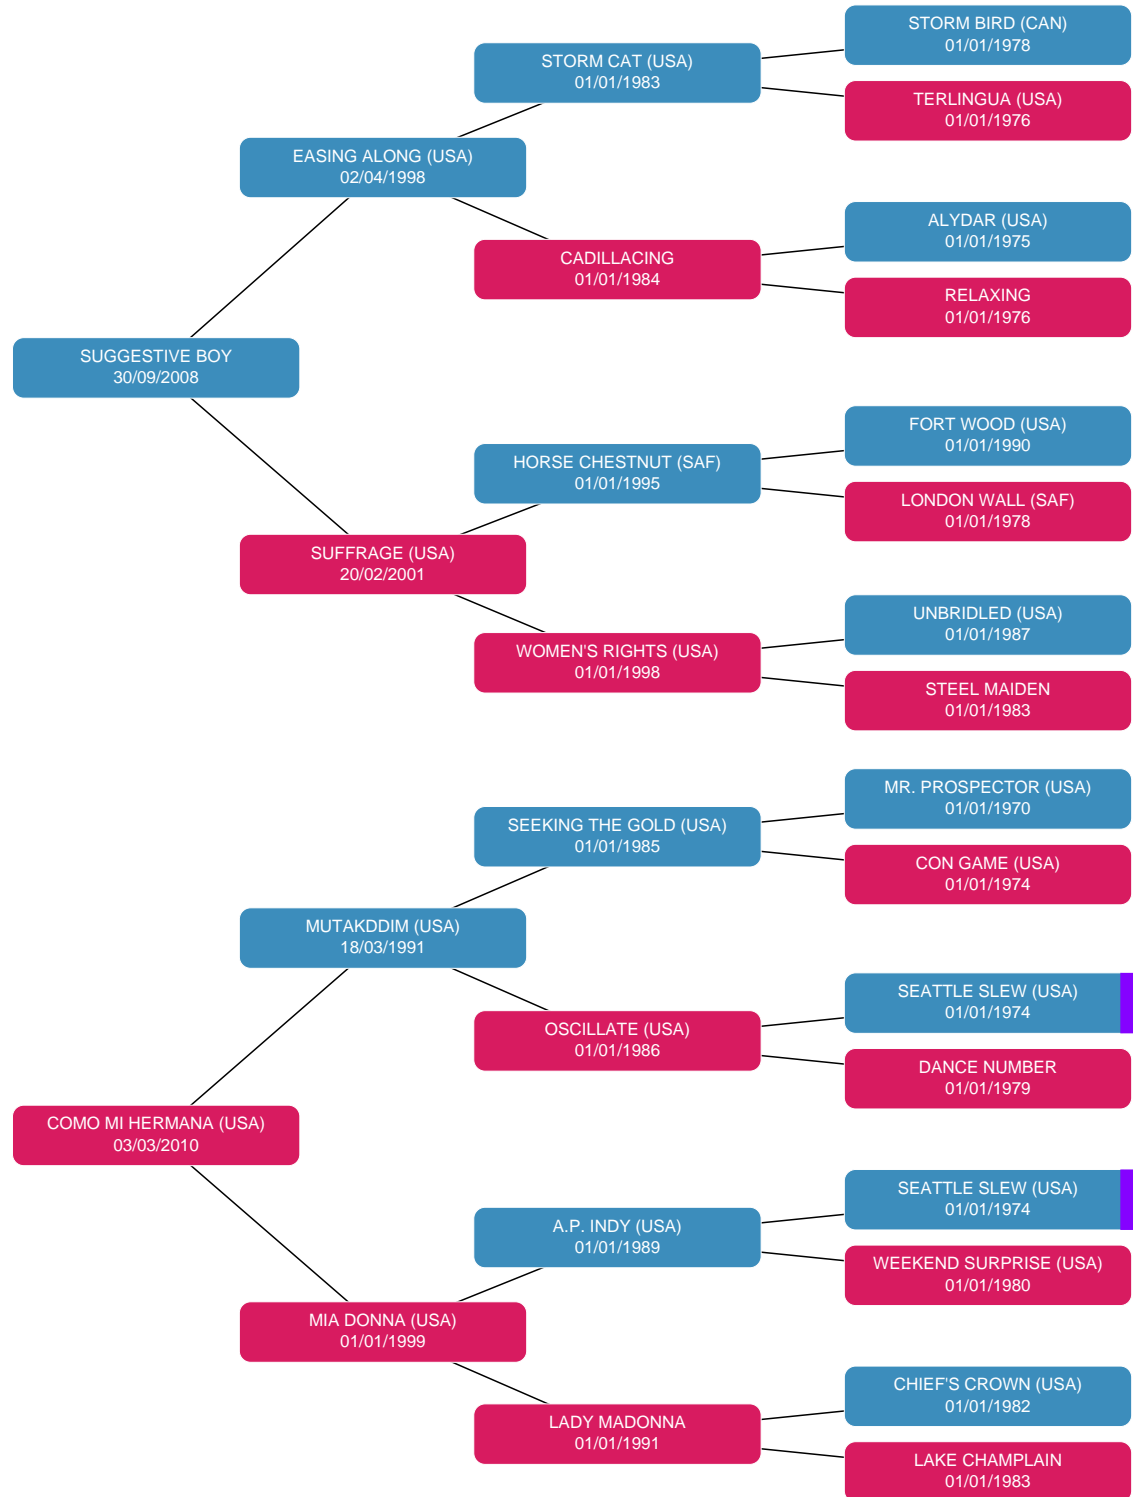 STORM BIRD (CAN)
01/01/1978
STORM CAT (USA)
01/01/1983
TERLINGUA (USA)
01/01/1976
EASING ALONG (USA)
02/04/1998
ALYDAR (USA)
01/01/1975
CADILLACING
01/01/1984
RELAXING
01/01/1976
SUGGESTIVE BOY
30/09/2008
FORT WOOD (USA)
01/01/1990
HORSE CHESTNUT (SAF)
01/01/1995
LONDON WALL (SAF)
01/01/1978
SUFFRAGE (USA)
20/02/2001
UNBRIDLED (USA)
01/01/1987
WOMEN'S RIGHTS (USA)
01/01/1998
STEEL MAIDEN
01/01/1983
MR. PROSPECTOR (USA)
01/01/1970
SEEKING THE GOLD (USA)
01/01/1985
CON GAME (USA)
01/01/1974
MUTAKDDIM (USA)
18/03/1991
SEATTLE SLEW (USA)
01/01/1974
OSCILLATE (USA)
01/01/1986
DANCE NUMBER
01/01/1979
COMO MI HERMANA (USA)
03/03/2010
SEATTLE SLEW (USA)
01/01/1974
A.P. INDY (USA)
01/01/1989
WEEKEND SURPRISE (USA)
01/01/1980
MIA DONNA (USA)
01/01/1999
CHIEF'S CROWN (USA)
01/01/1982
LADY MADONNA
01/01/1991
LAKE CHAMPLAIN
01/01/1983